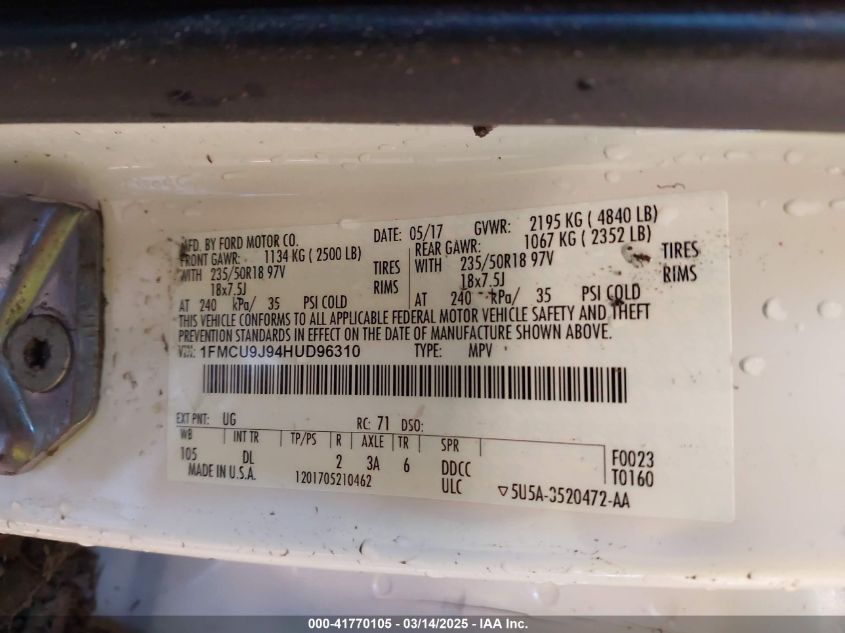 MFD. BY FORD MOTOR CO.
DATE: 05/17 GVWR: 2195 KG ( 4840 LB)
FRONT GAWR: 1134 KG ( 2500 LB)
WITH 235/50R18 97V TIRES
18x7.5J RIMS
AT 240 kPa/ 35 PSI COLD
REAR GAWR: 1067 KG ( 2352 LB)
WITH 235/50R18 97V TIRES
18x7.5J RIMS
AT 240 kPa/ 35 PSI COLD
THIS VEHICLE CONFORMS TO ALL APPLICABLE FEDERAL MOTOR VEHICLE SAFETY AND THEFT
PREVENTION STANDARDS IN EFFECT ON THE DATE OF MANUFACTURE SHOWN ABOVE.
VIN: 1FMCU9J94HUD96310 TYPE: MPV
EXT PNT: UG RC: 71 DSO:
WB INT TR TP/PS R AXLE TR SPR
105 DL 2 3A 6 DDCC F0023
MADE IN U.S.A. 1201705210462 ULC T0160
▽5U5A-3520472-AA
000-41770105 - 03/14/2025 - IAA Inc.